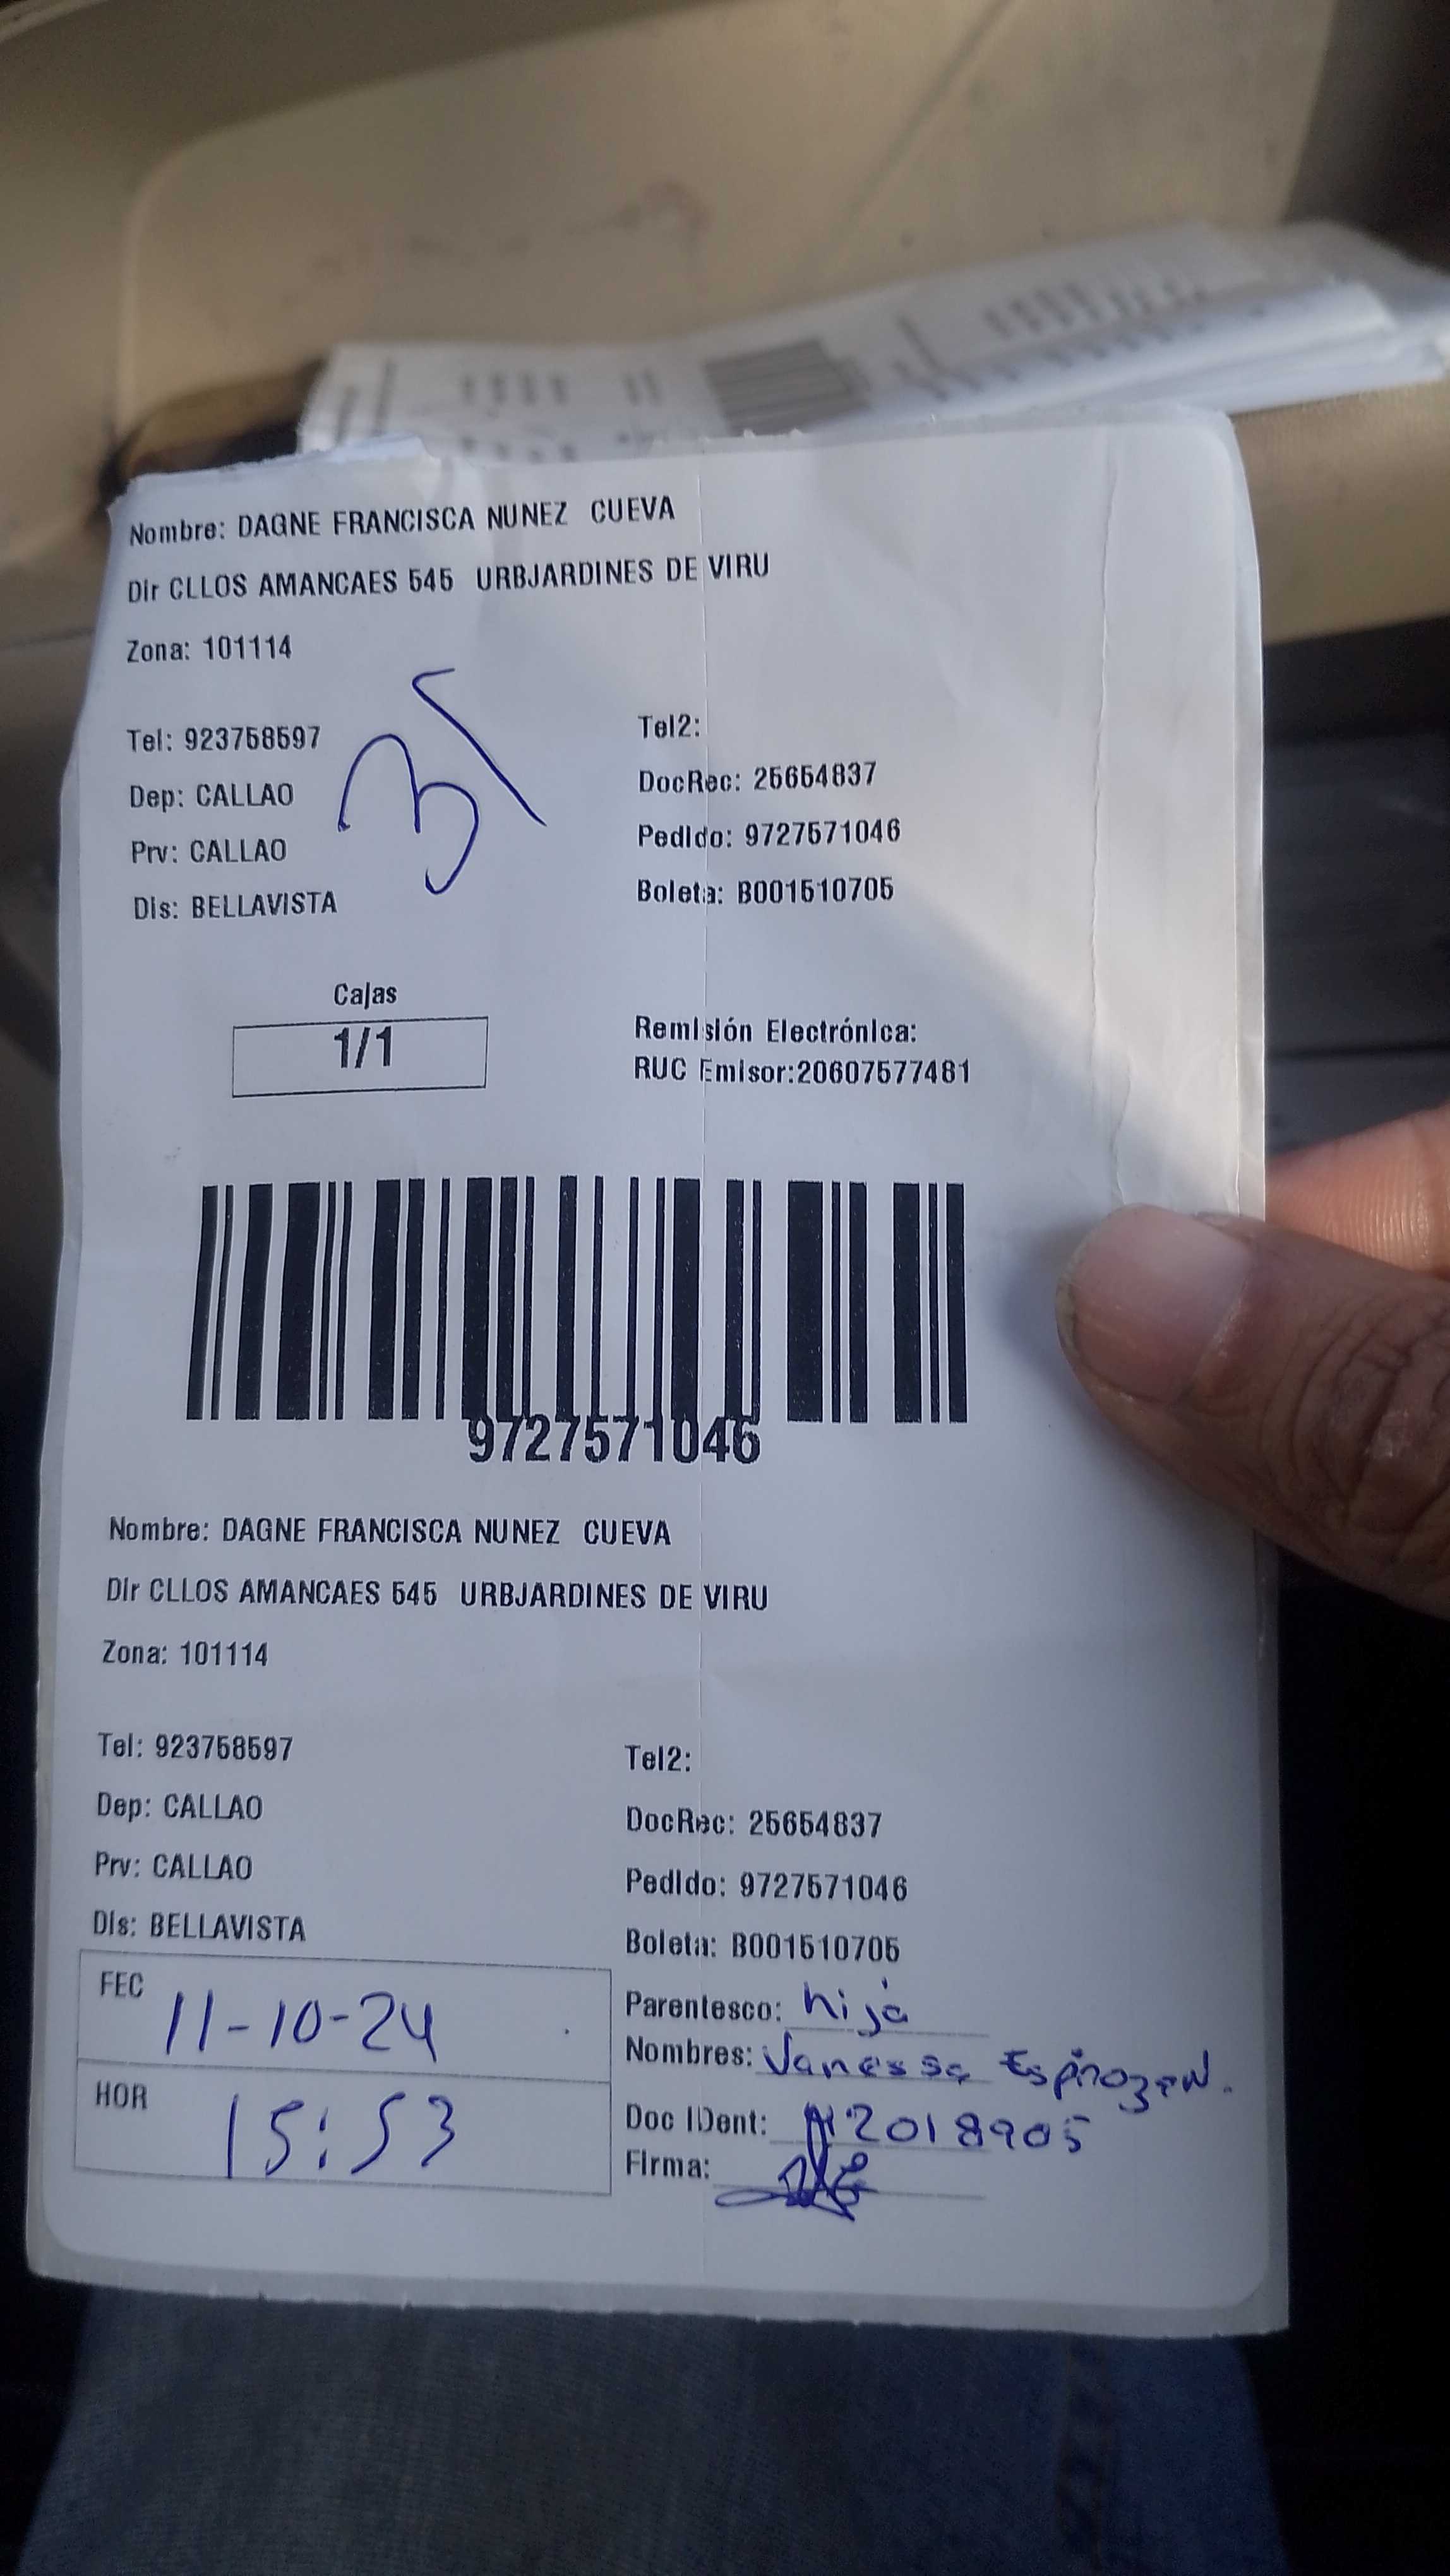 Nombre: DAGNE FRANCISCA NUNEZ CUEVA
Dir CLLOS AMANCAES 545 URBJARDINES DE VIRU
Zona: 101114
Tel: 923758597
Tel2:
Dep: CALLAO
DocRec: 25654837
Prv: CALLAO
Pedido: 9727571046
Dis: BELLAVISTA
Boleta: B001510705
Cajas
1/1
Remisión Electrónica:
RUC Emisor:20607577481
9727571046
Nombre: DAGNE FRANCISCA NUNEZ CUEVA
Dir CLLOS AMANCAES 545 URBJARDINES DE VIRU
Zona: 101114
Tel: 923758597
Tel2:
Dep: CALLAO
DocRec: 25654837
Prv: CALLAO
Pedido: 9727571046
Dis: BELLAVISTA
Boleta: B001510705
FEC 11-10-24
Parentesco: hija
Nombres: Vanessa
HOR 15:53
Doc IDent:
Firma: